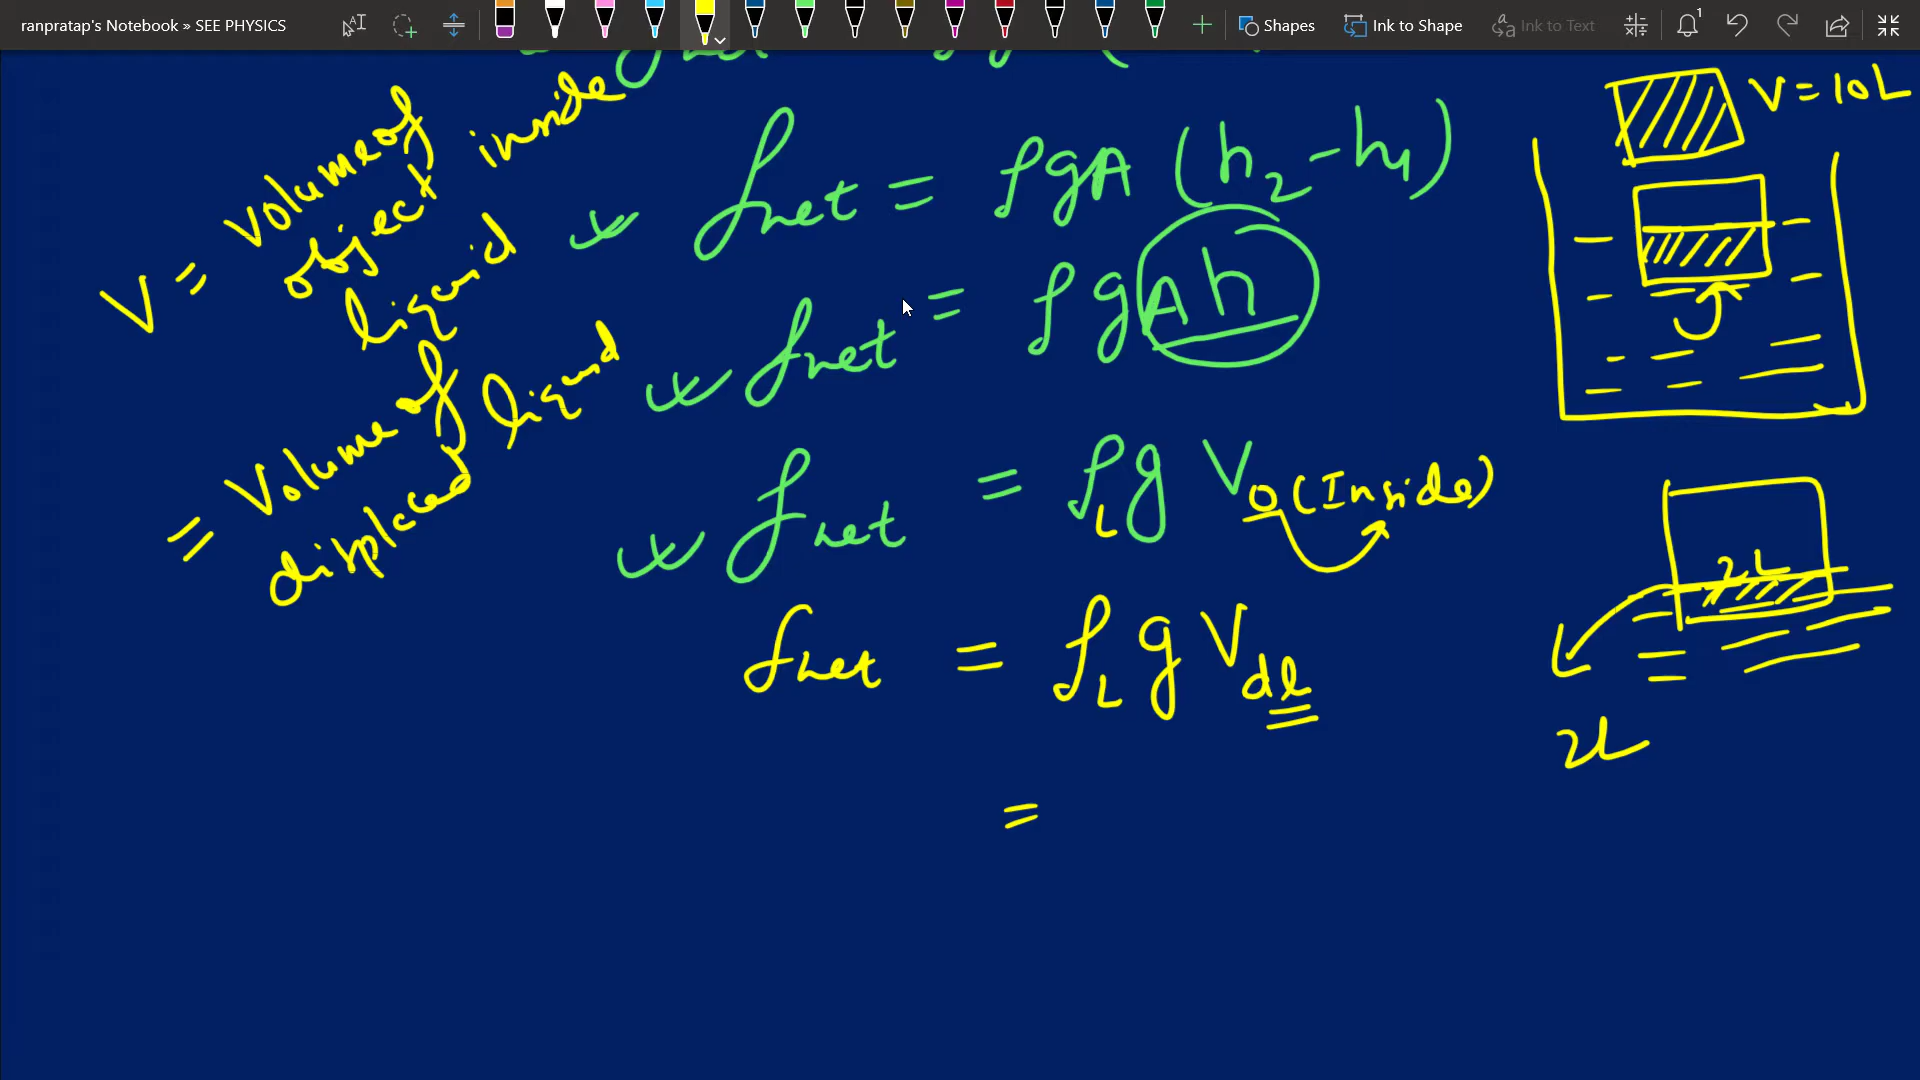 ranpratap's Notebook » SEE PHYSICS
Shapes
Ink to Shape
Ink to Text
1
V = Volume of
object inside
liquid
= Volume of
displaced liquid
fnet = ρgA (h2-h1)
fnet = ρgAh
fnet = ρL g Vo(Inside)
fnet = ρL g Vdl
=
V=10L
2L
2L